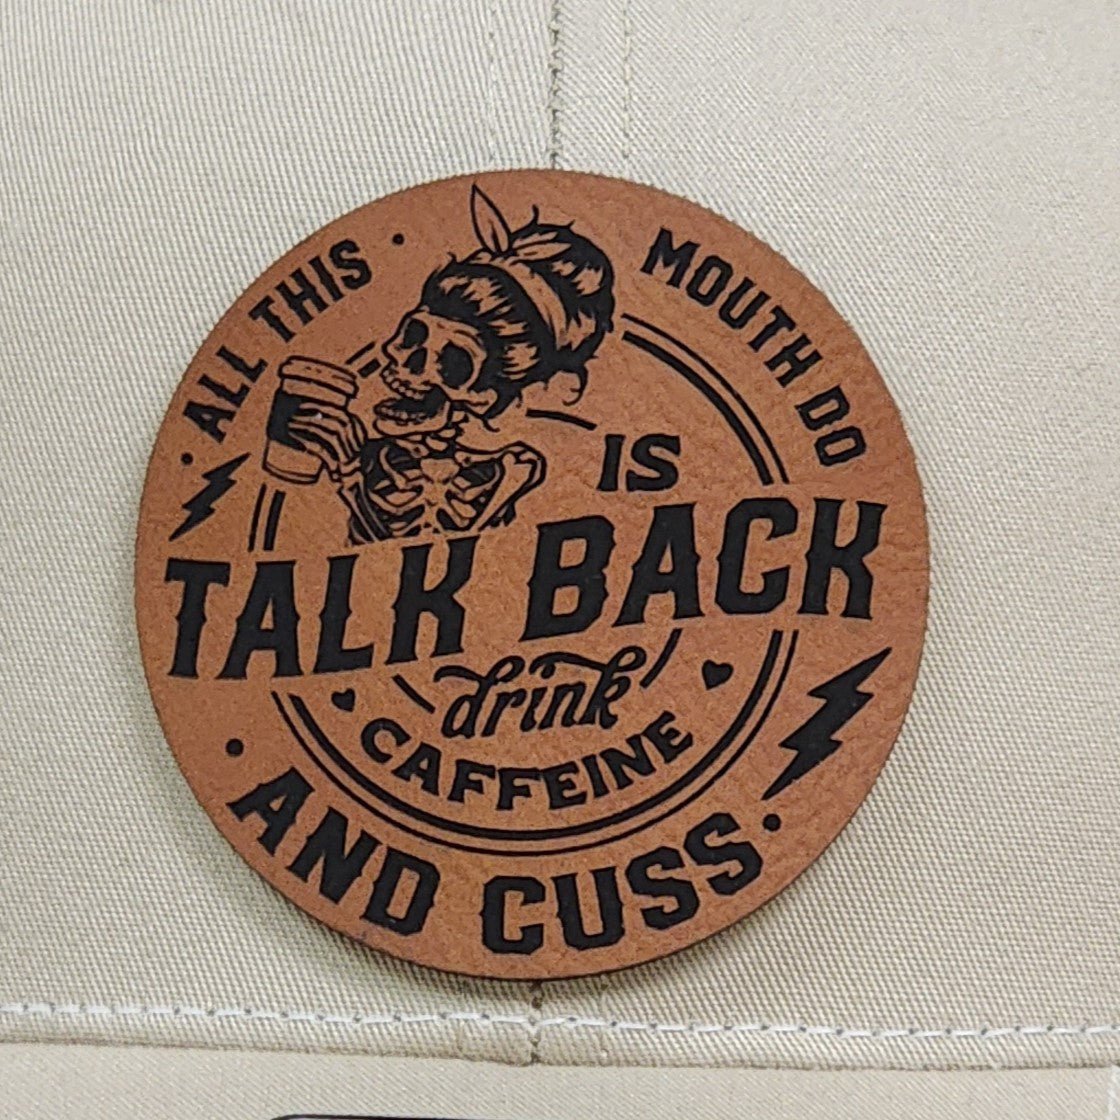 ALL THIS
MOUTH DO
IS
TALK BACK
drink
CAFFEINE
AND CUSS